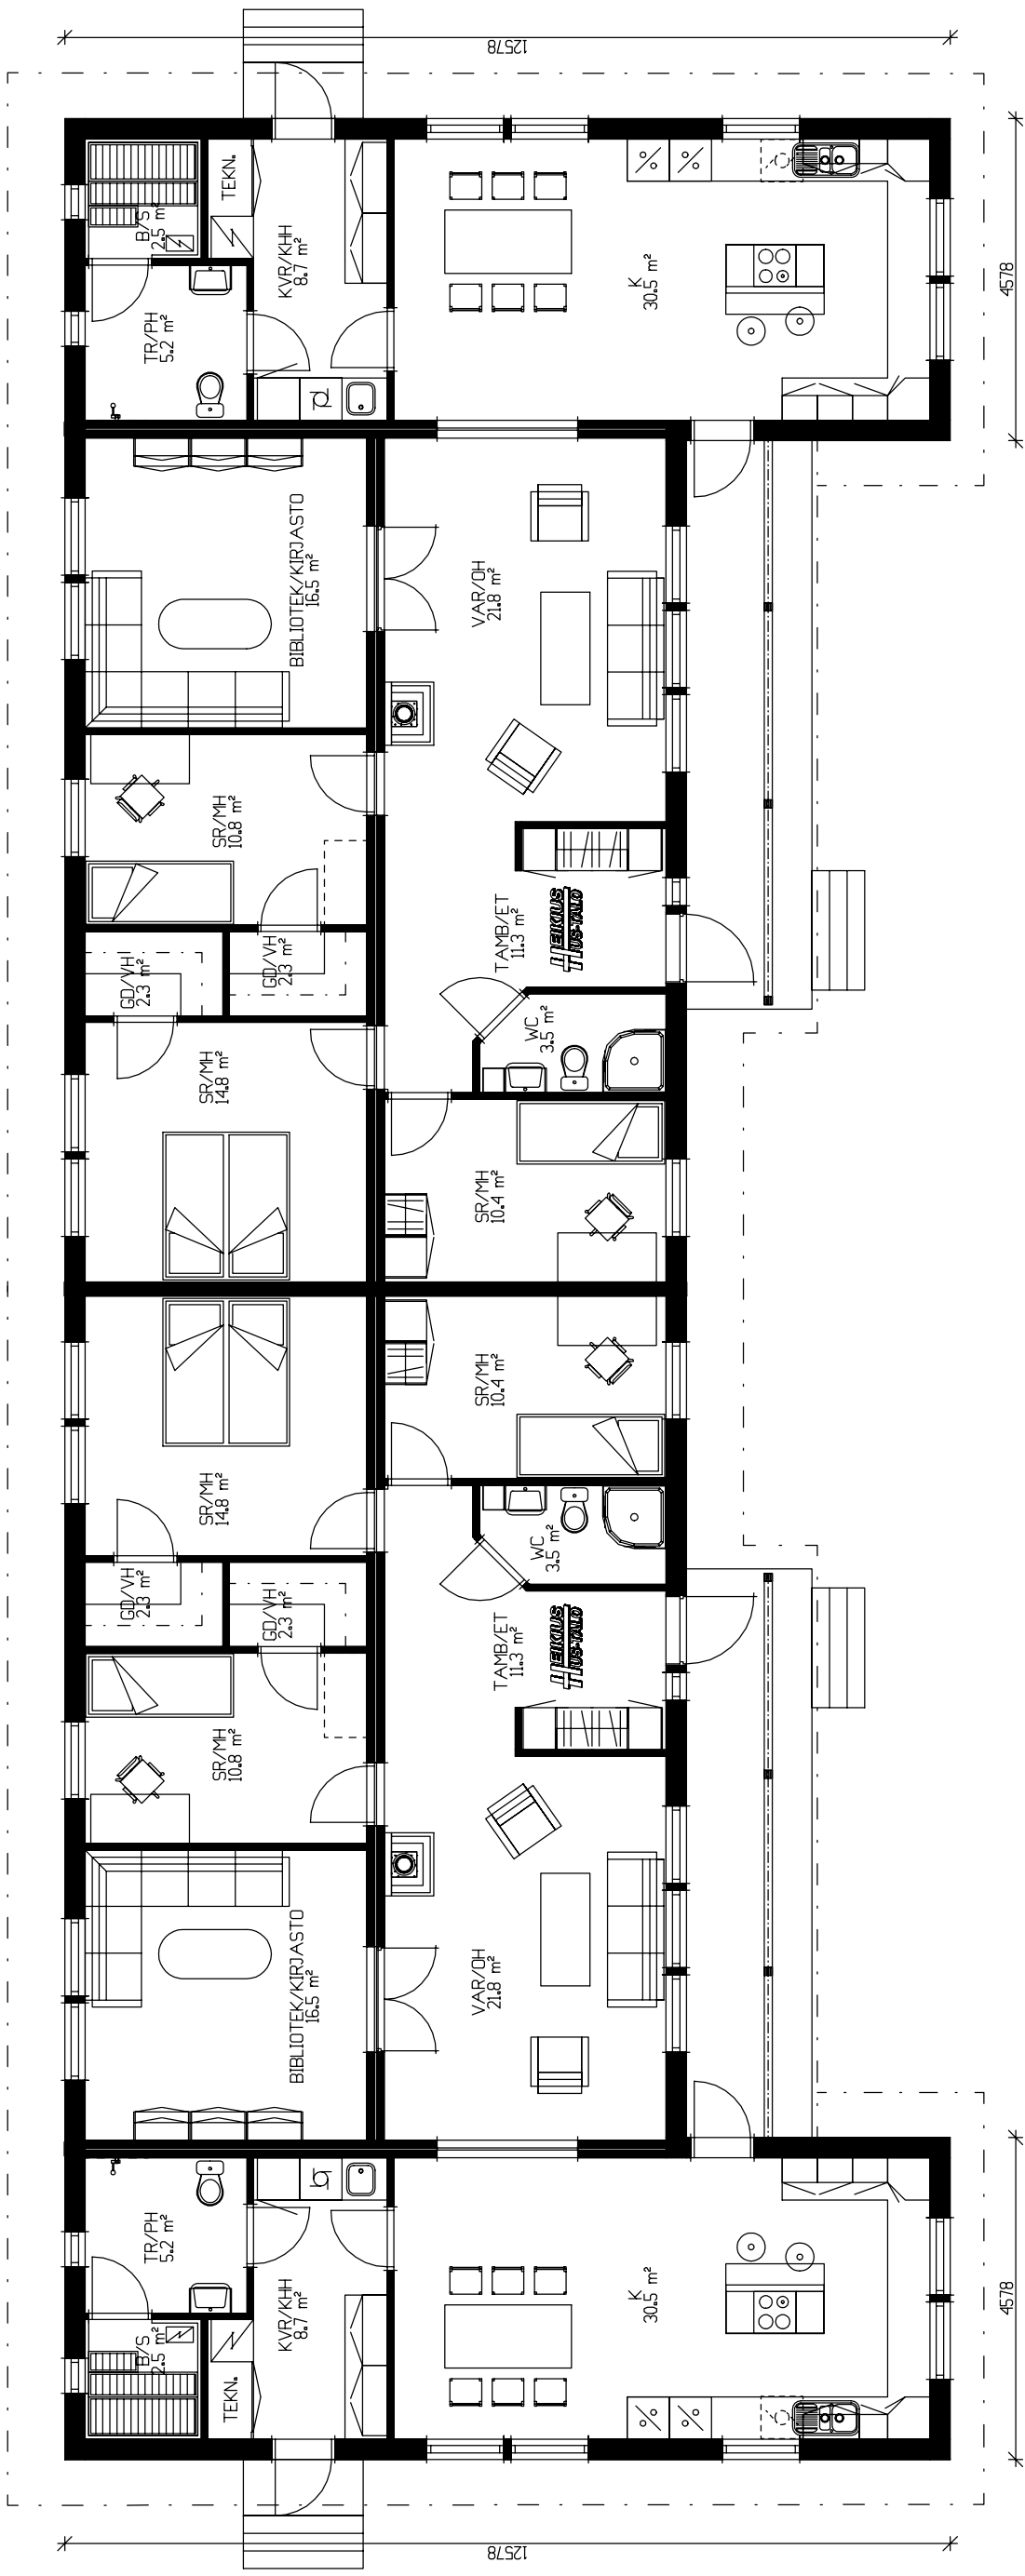 12578
TEKN.
B/S
2.5 m²
KVR/KHH
8.7 m²
TR/PH
5.2 m²
K
30.5 m²
4578
BIBLIOTEK/KIRJASTO
16.5 m²
VAR/OH
21.8 m²
SR/MH
10.8 m²
GD/VH
2.3 m²
GD/VH
2.3 m²
TAMB/ET
11.3 m²
HEIKIUS
HUS-TALO
WC
3.5 m²
SR/MH
14.8 m²
SR/MH
10.4 m²
SR/MH
10.4 m²
SR/MH
14.8 m²
WC
3.5 m²
GD/VH
2.3 m²
GD/VH
2.3 m²
TAMB/ET
11.3 m²
HEIKIUS
HUS-TALO
SR/MH
10.8 m²
BIBLIOTEK/KIRJASTO
16.5 m²
VAR/OH
21.8 m²
TR/PH
5.2 m²
KVR/KHH
8.7 m²
B/S
2.5 m²
TEKN.
K
30.5 m²
4578
12578